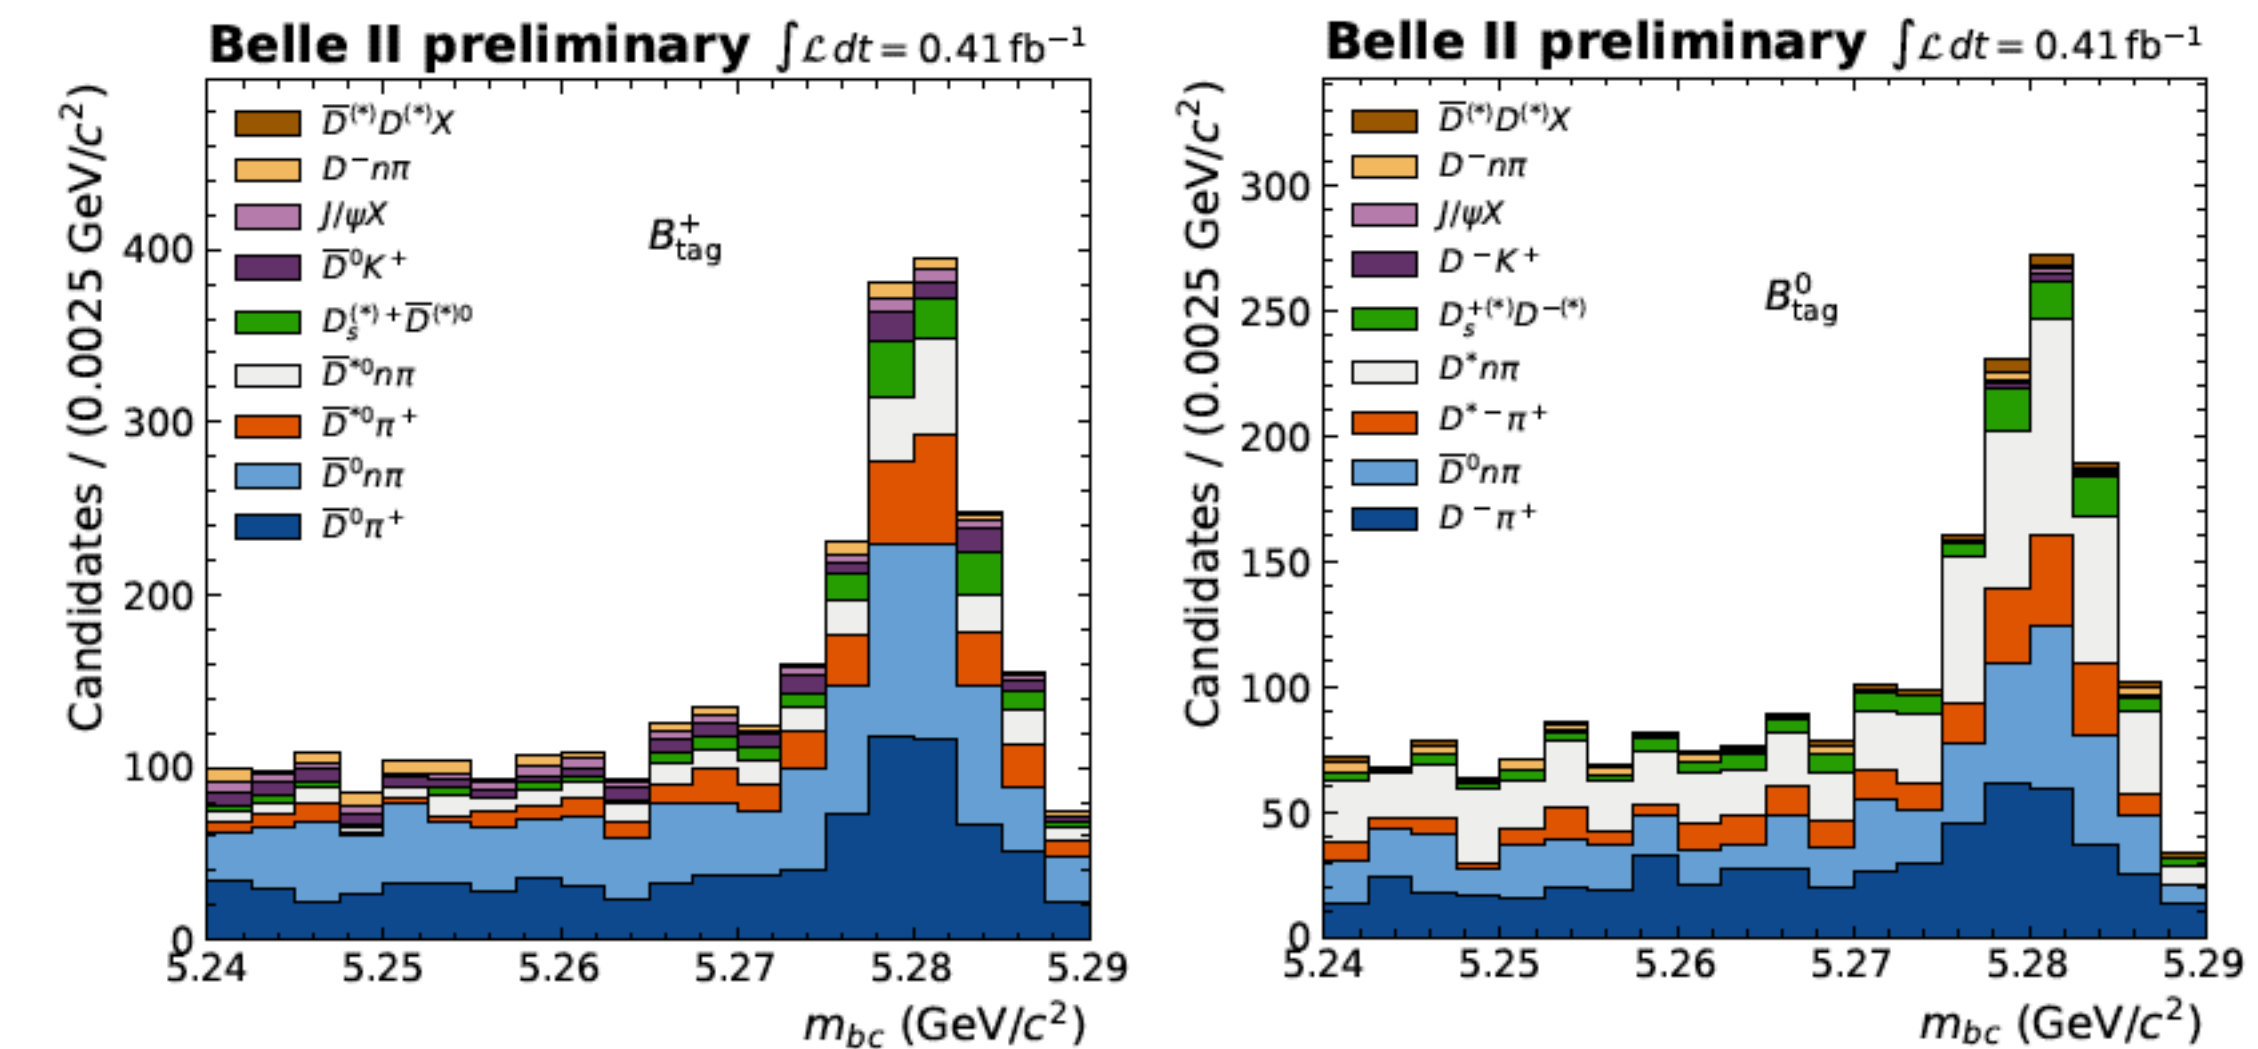 Belle II preliminary ∫ℒ dt = 0.41 fb⁻¹
Candidates / (0.0025 GeV/c²)
400
300
200
100
0
D̅⁽*⁾D⁽*⁾X
D⁻nπ
J/ψX
D̅⁰K⁺
Dₛ⁽*⁾⁺D̅⁽*⁾⁰
D̅*⁰nπ
D̅*⁰π⁺
D̅⁰nπ
D̅⁰π⁺
B⁺tag
5.24 5.25 5.26 5.27 5.28 5.29
m_bc (GeV/c²)
Belle II preliminary ∫ℒ dt = 0.41 fb⁻¹
Candidates / (0.0025 GeV/c²)
300
250
200
150
100
50
0
D̅⁽*⁾D⁽*⁾X
D⁻nπ
J/ψX
D⁻K⁺
Dₛ⁺⁽*⁾D⁻⁽*⁾
D*nπ
D*⁻π⁺
D̅⁰nπ
D⁻π⁺
B⁰tag
5.24 5.25 5.26 5.27 5.28 5.29
m_bc (GeV/c²)